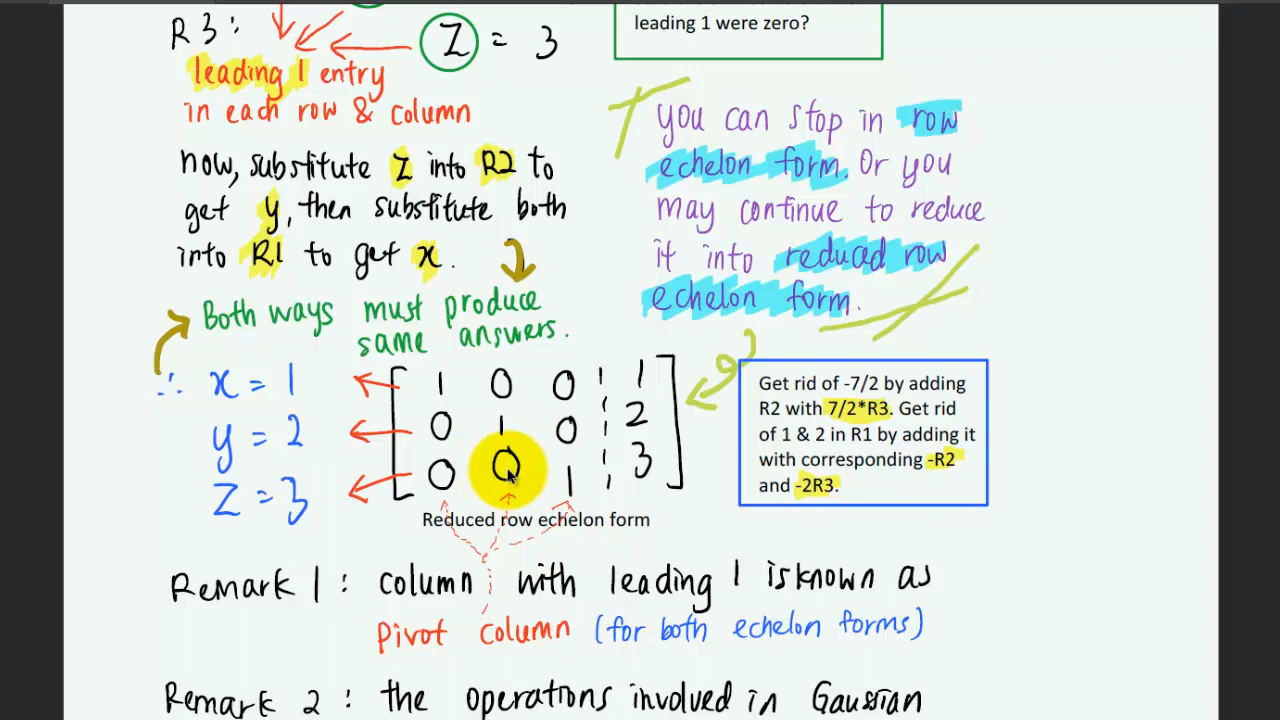 leading 1 were zero?
R3:
Z = 3
leading 1 entry
in each row & column
now, substitute Z into R2 to
get y, then substitute both
into R1 to get x.
you can stop in row
echelon form. Or you
may continue to reduce
it into reduced row
echelon form.
Both ways must produce
same answers.
∴ x = 1
y = 2
z = 3
1 0 0 1
0 1 0 2
0 0 1 3
Reduced row echelon form
Get rid of -7/2 by adding
R2 with 7/2*R3. Get rid
of 1 & 2 in R1 by adding it
with corresponding -R2
and -2R3.
Remark 1: column with leading 1 is known as
Pivot column (for both echelon forms)
Remark 2: the operations involved in Gaussian